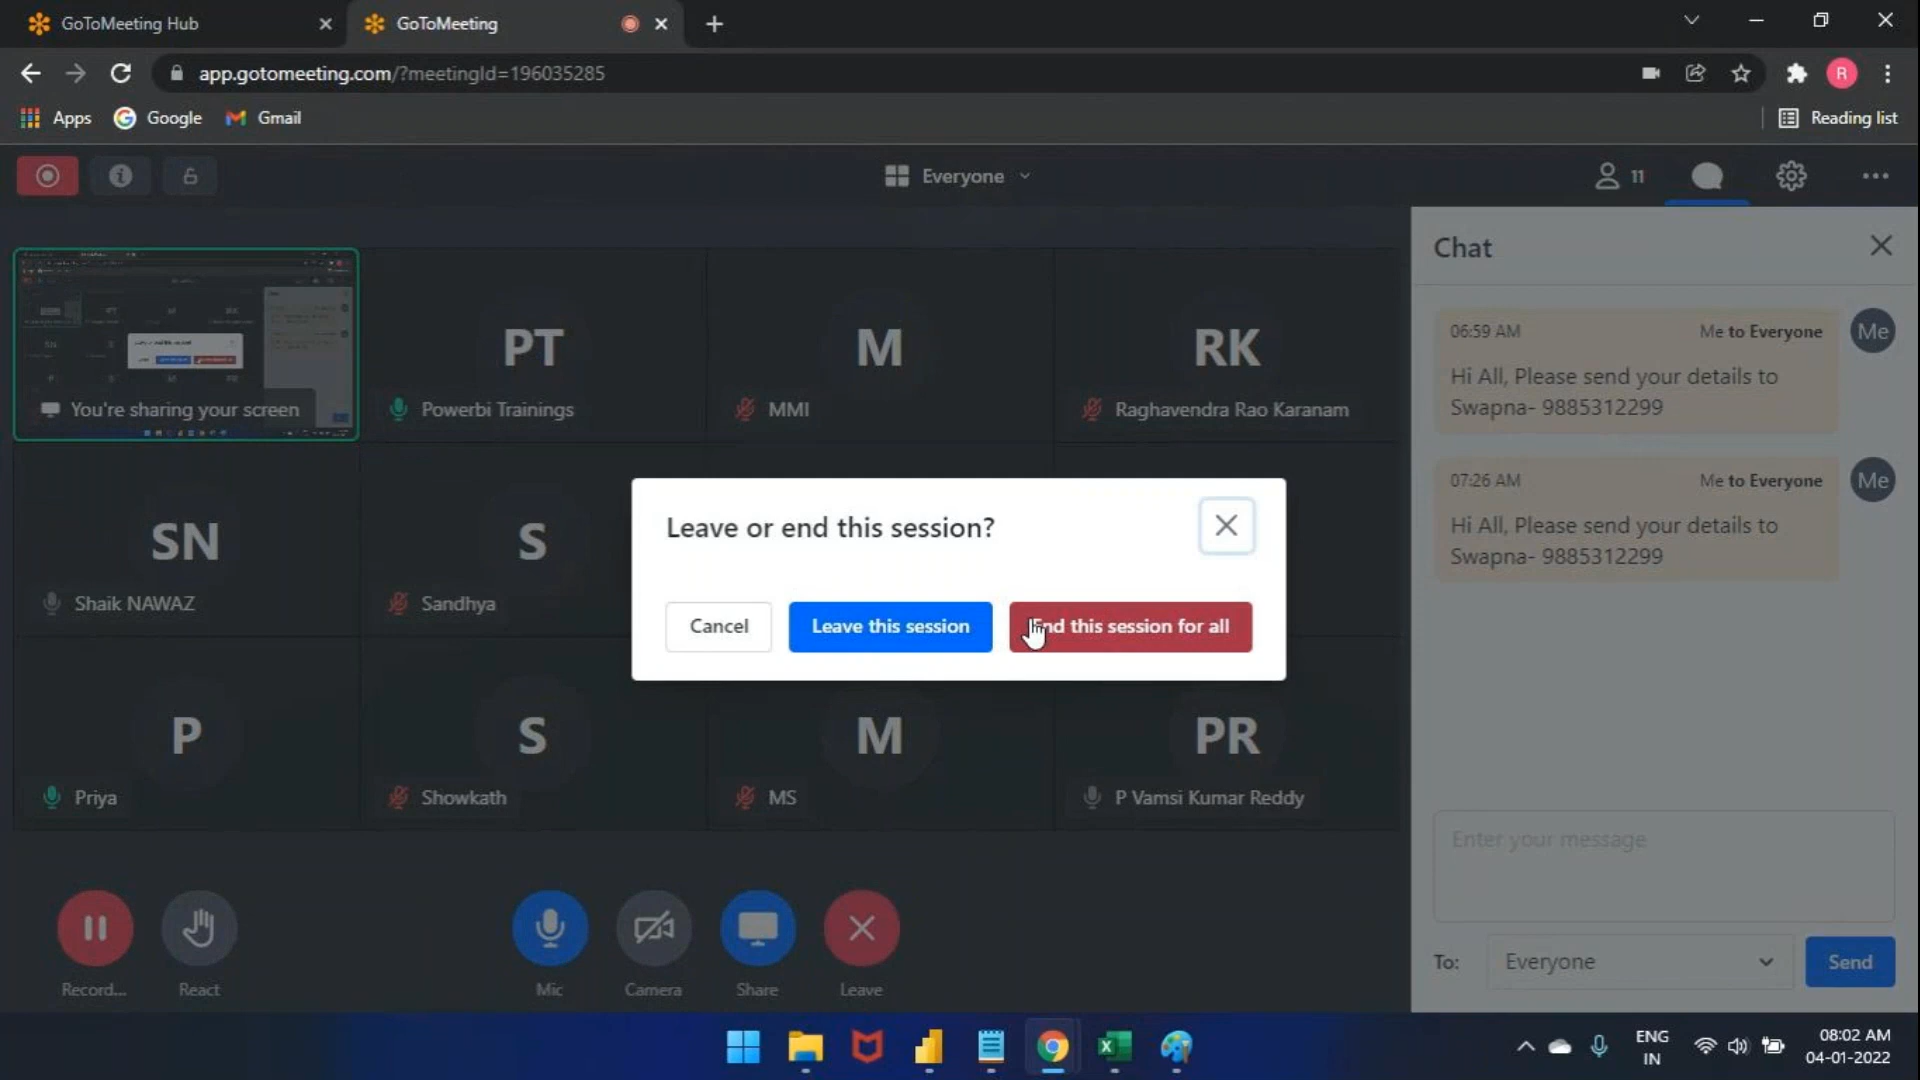 GoToMeeting Hub
GoToMeeting
app.gotomeeting.com/?meetingId=196035285
R
Apps
Google
Gmail
Reading list
Everyone
11
Chat
06:59 AM
Me to Everyone
Me
Hi All, Please send your details to
Swapna- 9885312299
07:26 AM
Me to Everyone
Me
Hi All, Please send your details to
Swapna- 9885312299
You're sharing your screen
PT
Powerbi Trainings
M
MMI
RK
Raghavendra Rao Karanam
SN
Shaik NAWAZ
S
Sandhya
Leave or end this session?
Cancel
Leave this session
End this session for all
P
Priya
S
Showkath
M
MS
PR
P Vamsi Kumar Reddy
Enter your message
To:
Everyone
Send
Record...
React
Mic
Camera
Share
Leave
ENG
IN
08:02 AM
04-01-2022